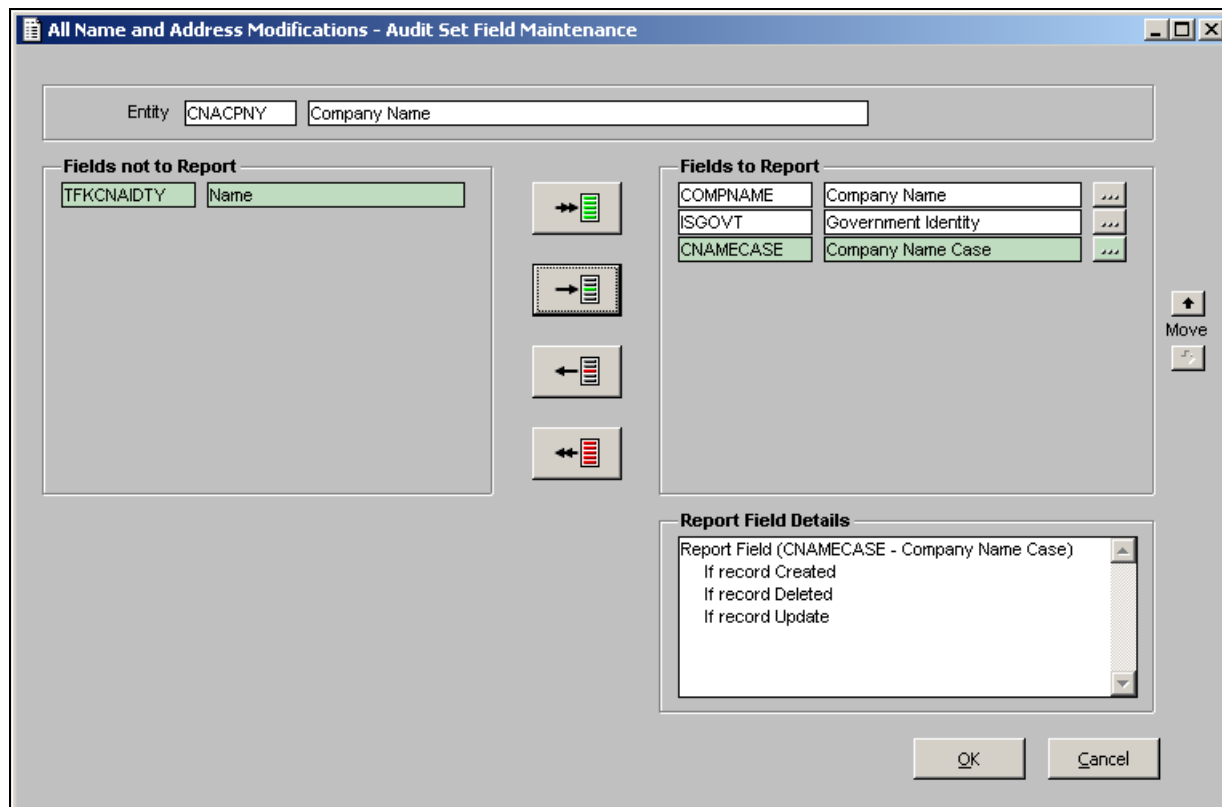 All Name and Address Modifications - Audit Set Field Maintenance
Entity CNACPNY Company Name
Fields not to Report
TFKCNAIDTY Name
Fields to Report
COMPNAME Company Name ...
ISGOVT Government Identity ...
CNAMECASE Company Name Case ...
Move
Report Field Details
Report Field (CNAMECASE - Company Name Case)
If record Created
If record Deleted
If record Update
OK Cancel